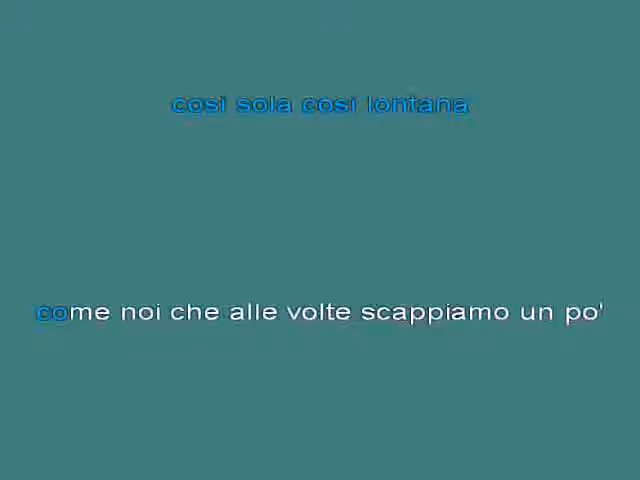 cosi sola cosi lontana
come noi che alle volte scappiamo un po'